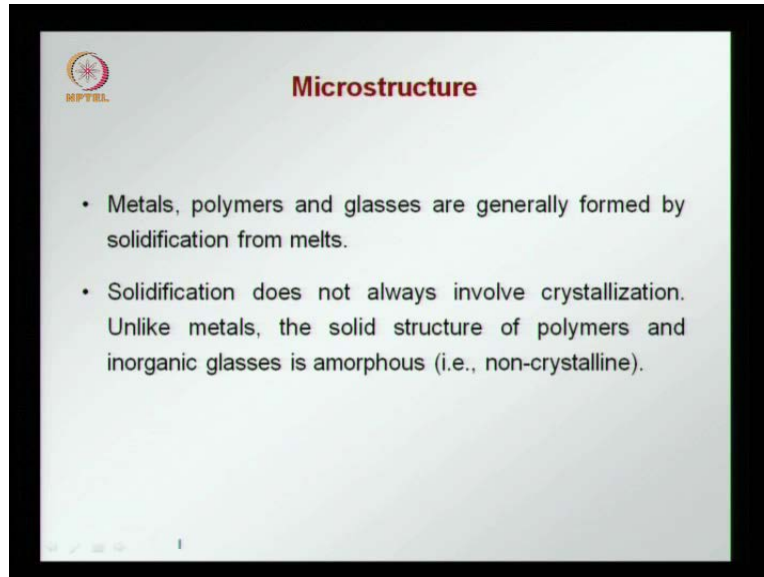 NPTEL
Microstructure
• Metals, polymers and glasses are generally formed by
solidification from melts.
• Solidification does not always involve crystallization.
Unlike metals, the solid structure of polymers and
inorganic glasses is amorphous (i.e., non-crystalline).